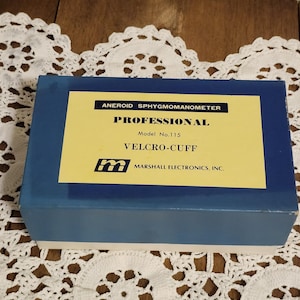 ANEROID SPHYGMOMANOMETER
PROFESSIONAL
Model No.115
VELCRO-CUFF
m MARSHALL ELECTRONICS, INC.